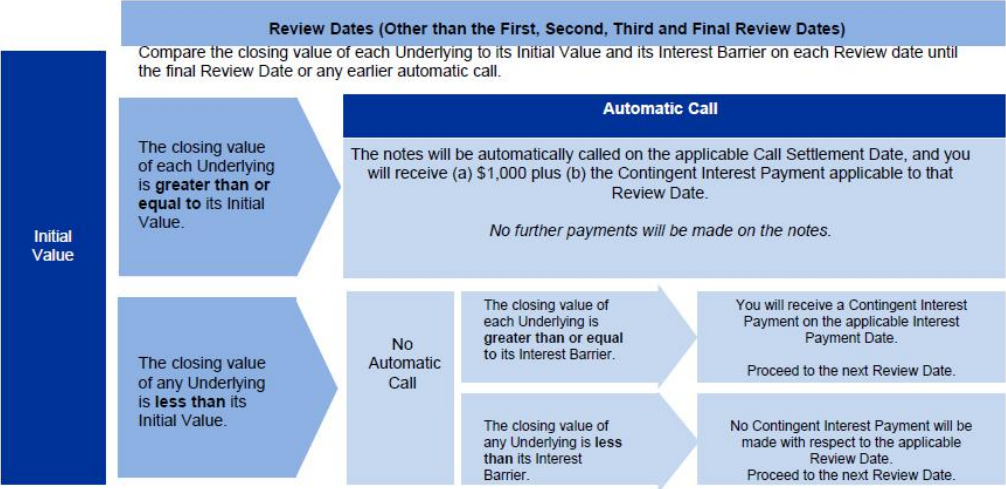 Review Dates (Other than the First, Second, Third and Final Review Dates)
Compare the closing value of each Underlying to its Initial Value and its Interest Barrier on each Review date until
the final Review Date or any earlier automatic call.
Initial
Value
The closing value
of each Underlying
is greater than or
equal to its Initial
Value.
Automatic Call
The notes will be automatically called on the applicable Call Settlement Date, and you
will receive (a) $1,000 plus (b) the Contingent Interest Payment applicable to that
Review Date.
No further payments will be made on the notes.
The closing value
of any Underlying
is less than its
Initial Value.
No
Automatic
Call
The closing value of
each Underlying is
greater than or equal
to its Interest Barrier.
You will receive a Contingent Interest
Payment on the applicable Interest
Payment Date.
Proceed to the next Review Date.
The closing value of
any Underlying is less
than its Interest
Barrier.
No Contingent Interest Payment will be
made with respect to the applicable
Review Date.
Proceed to the next Review Date.